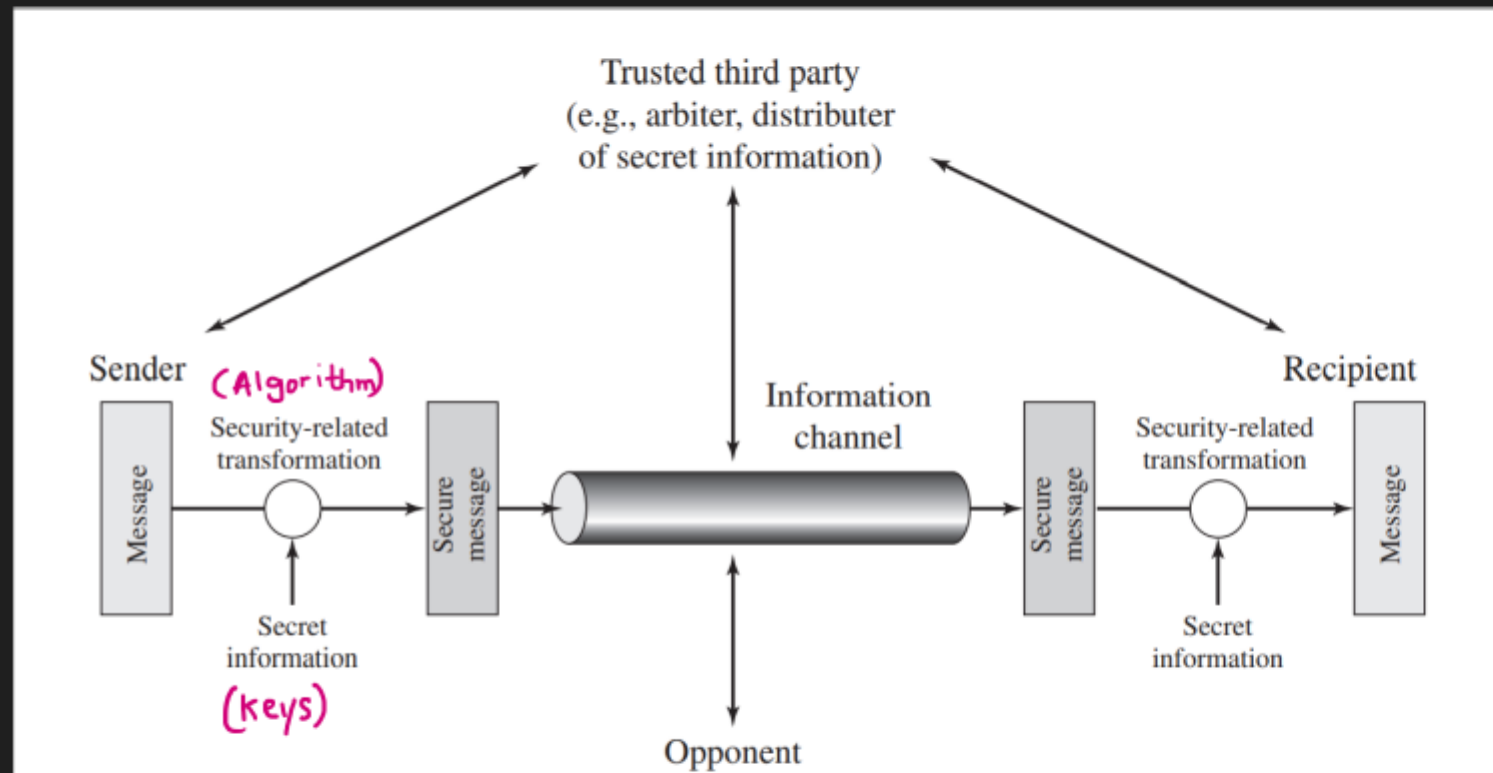 Trusted third party
(e.g., arbiter, distributer
of secret information)
Sender
(Algorithm)
Security-related
transformation
Message
Secure
message
Secret
information
(keys)
Information
channel
Opponent
Recipient
Secure
message
Security-related
transformation
Message
Secret
information